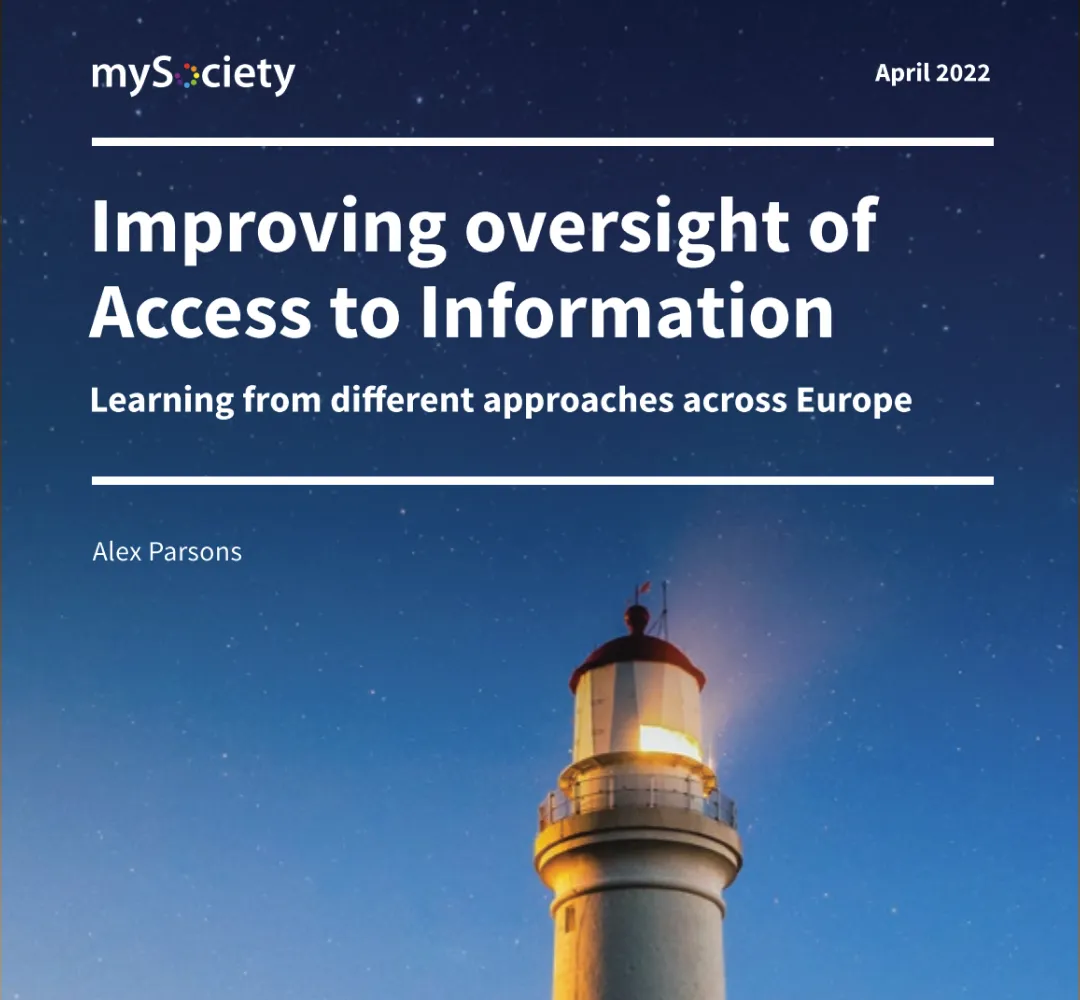 mySociety
April 2022
Improving oversight of
Access to Information
Learning from different approaches across Europe
Alex Parsons